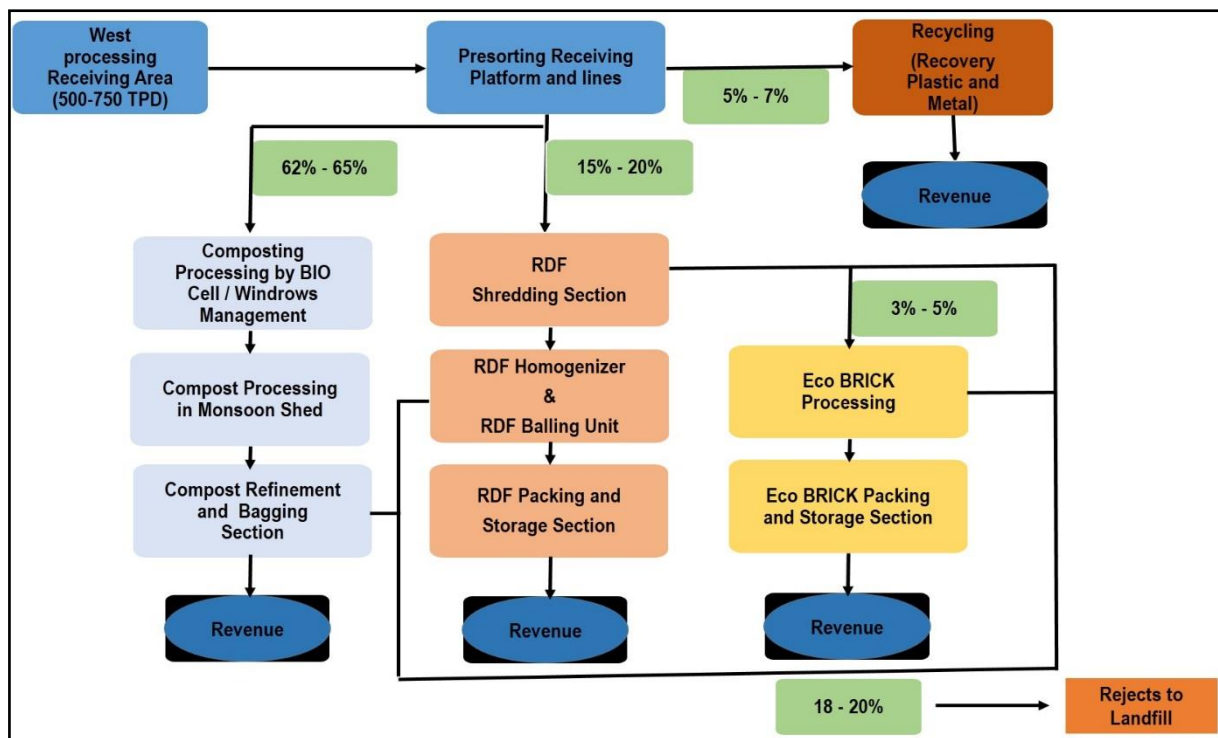 West
processing
Receiving Area
(500-750 TPD)
Presorting Receiving
Platform and lines
5% - 7%
Recycling
(Recovery
Plastic and
Metal)
Revenue
62% - 65%
15% - 20%
Composting
Processing by BIO
Cell / Windrows
Management
RDF
Shredding Section
3% - 5%
Compost Processing
in Monsoon Shed
RDF Homogenizer
&
RDF Balling Unit
Eco BRICK
Processing
Compost Refinement
and Bagging
Section
RDF Packing and
Storage Section
Eco BRICK Packing
and Storage Section
Revenue
Revenue
Revenue
18 - 20%
Rejects to
Landfill